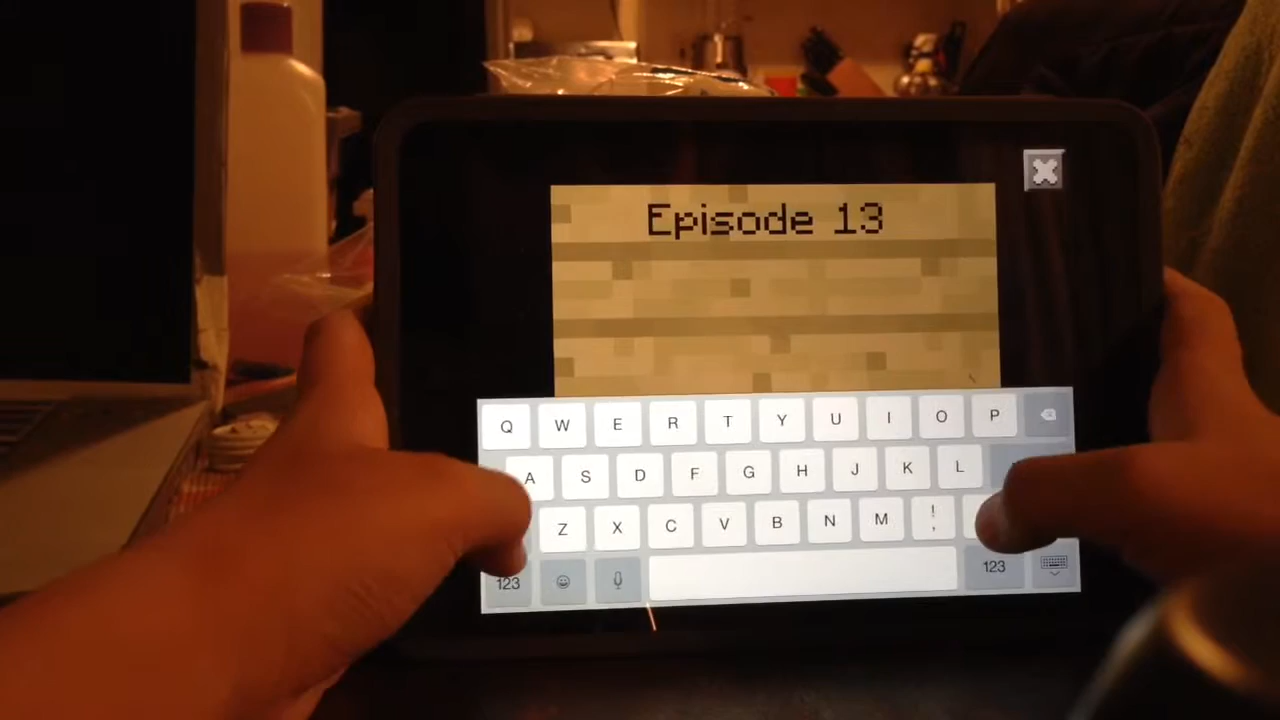 Episode 13
Q W E R T Y U I O P
A S D F G H J K L
Z X C V B N M ! ,
123 123